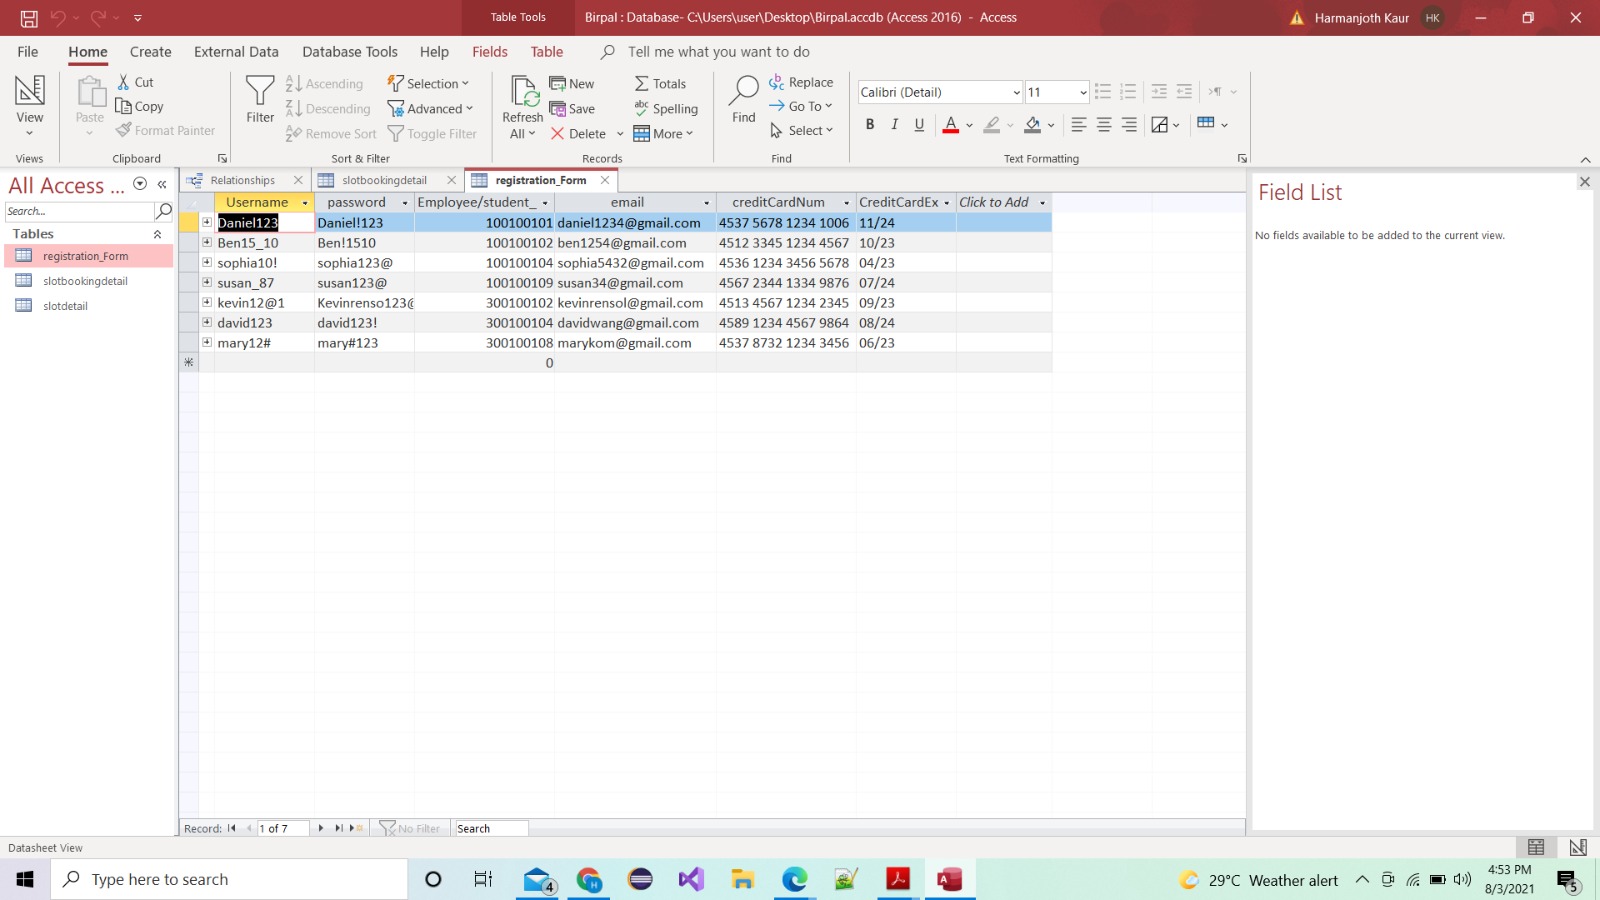 Table Tools Birpal : Database- C:\Users\user\Desktop\Birpal.accdb (Access 2016) - Access Harmanjoth Kaur HK
File Home Create External Data Database Tools Help Fields Table Tell me what you want to do
View
Views
Paste
Cut
Copy
Format Painter
Clipboard
Filter
Ascending
Descending
Remove Sort
Selection
Advanced
Toggle Filter
Sort & Filter
Refresh
All
New
Save
Delete
Totals
Spelling
More
Records
Find
Replace
Go To
Select
Find
Calibri (Detail) 11
B I U A
Text Formatting
All Access ...
Search...
Tables
registration_Form
slotbookingdetail
slotdetail
Relationships slotbookingdetail registration_Form
Username password Employee/student_ email creditCardNum CreditCardEx Click to Add
Daniel123 Daniel!123 100100101 daniel1234@gmail.com 4537 5678 1234 1006 11/24
Ben15_10 Ben!1510 100100102 ben1254@gmail.com 4512 3345 1234 4567 10/23
sophia10! sophia123@ 100100104 sophia5432@gmail.com 4536 1234 3456 5678 04/23
susan_87 susan123@ 100100109 susan34@gmail.com 4567 2344 1334 9876 07/24
kevin12@1 Kevinrenso123@ 300100102 kevinrensol@gmail.com 4513 4567 1234 2345 09/23
david123 david123! 300100104 davidwang@gmail.com 4589 1234 4567 9864 08/24
mary12# mary#123 300100108 marykom@gmail.com 4537 8732 1234 3456 06/23
0
Field List
No fields available to be added to the current view.
Record: 1 of 7 No Filter Search
Datasheet View
Type here to search
4
29°C Weather alert
4:53 PM
8/3/2021
5